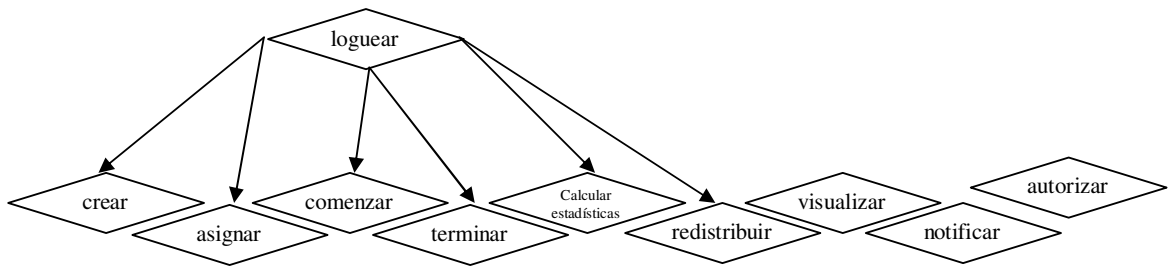 loguear
crear
asignar
comenzar
terminar
Calcular
estadísticas
redistribuir
visualizar
notificar
autorizar